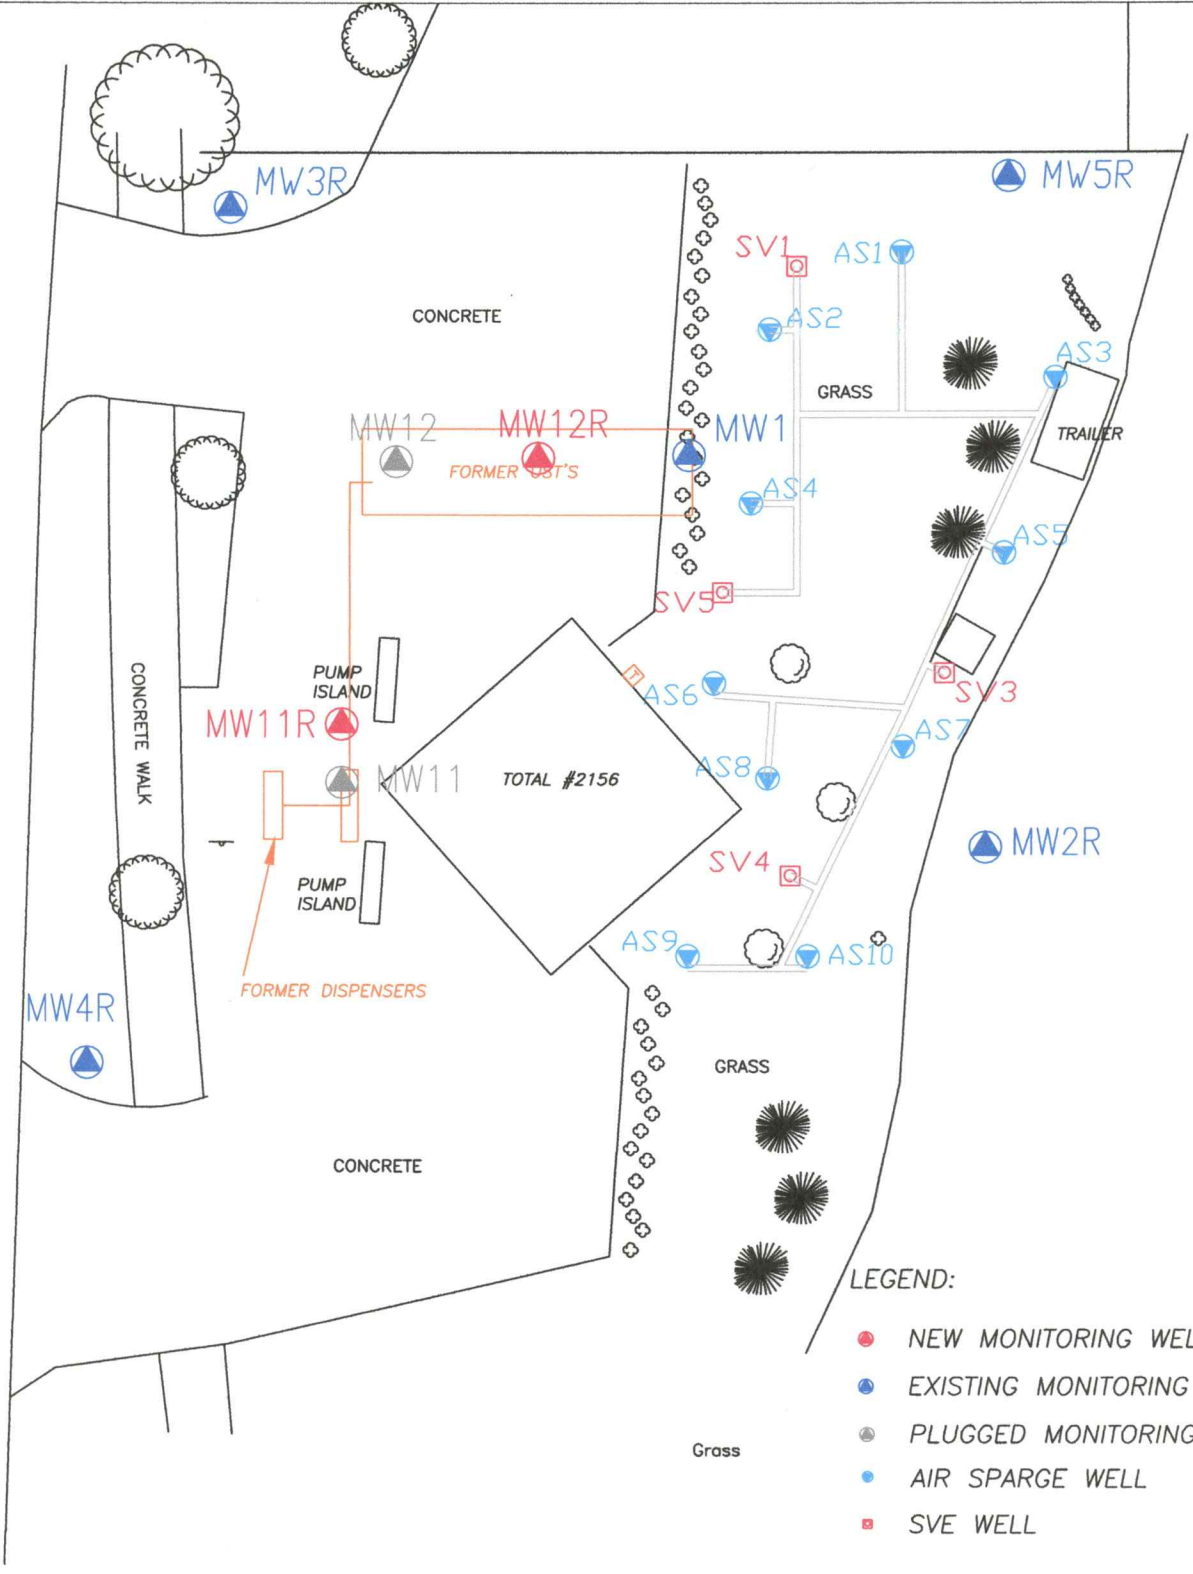 MW3R
MW5R
SV1
AS1
CONCRETE
AS2
AS3
GRASS
MW12
MW12R
MW1
TRAILER
FORMER UST'S
AS4
AS5
SV5
PUMP
ISLAND
T
AS6
SV3
CONCRETE WALK
MW11R
AS7
MW11
TOTAL #2156
AS8
MW2R
SV4
PUMP
ISLAND
AS9
AS10
FORMER DISPENSERS
MW4R
GRASS
CONCRETE
LEGEND:
NEW MONITORING WEL
EXISTING MONITORING
Grass
PLUGGED MONITORING
AIR SPARGE WELL
SVE WELL